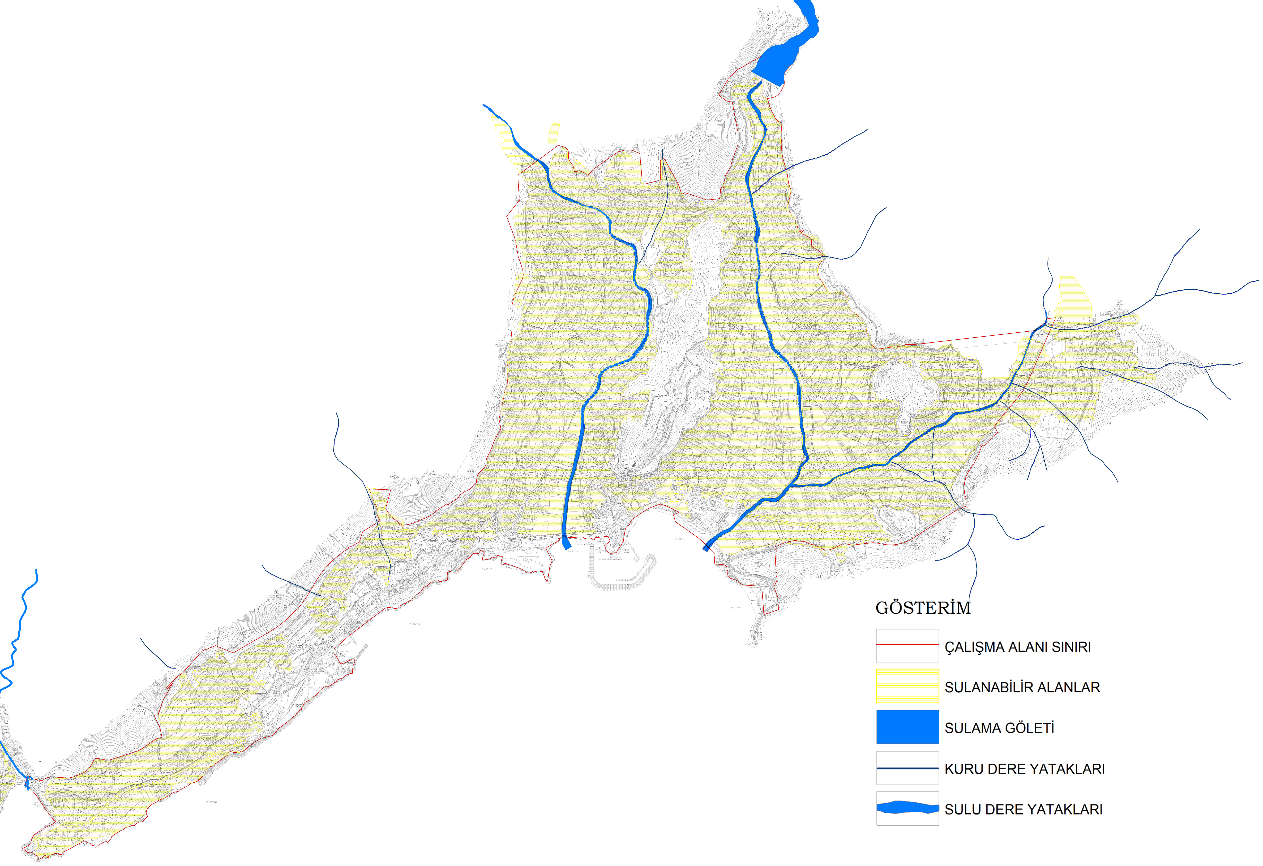 GÖSTERİM
ÇALIŞMA ALANI SINIRI
SULANABİLİR ALANLAR
SULAMA GÖLETİ
KURU DERE YATAKLARI
SULU DERE YATAKLARI